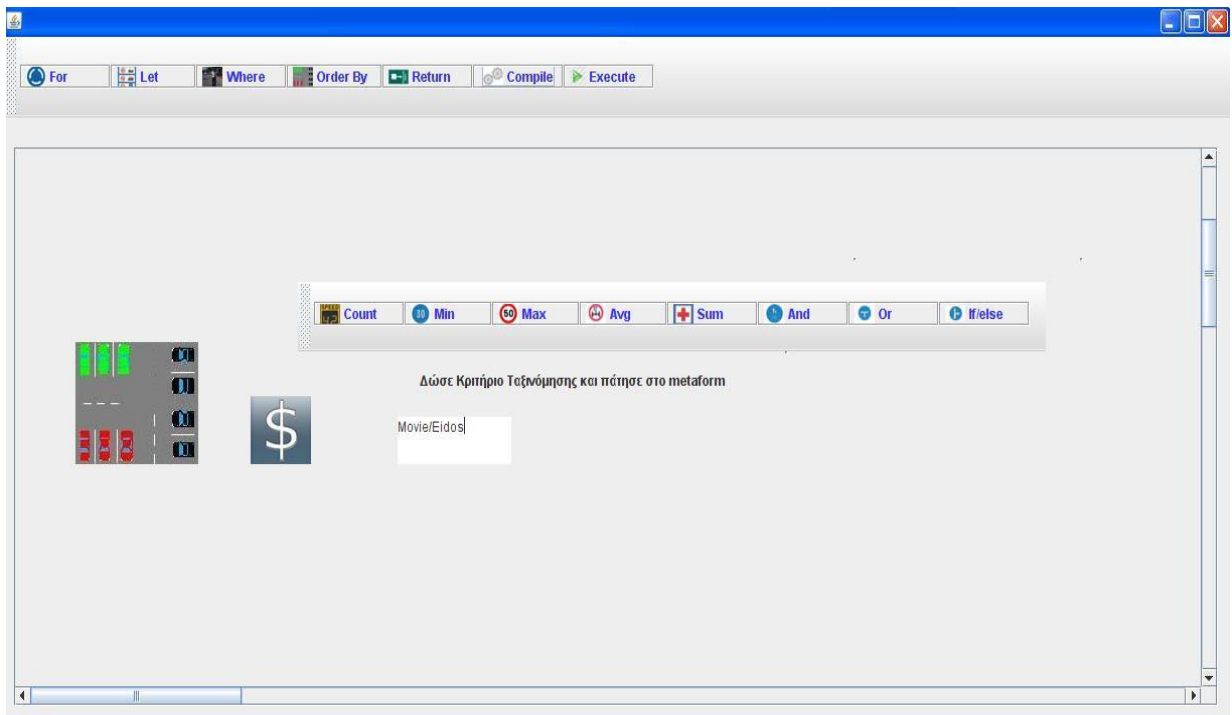 For Let Where Order By Return Compile Execute
Count Min Max Avg Sum And Or If/else
Δώσε Κριτήριο Ταξινόμησης και πάτησε στο metaform
$
Movie/Eidos